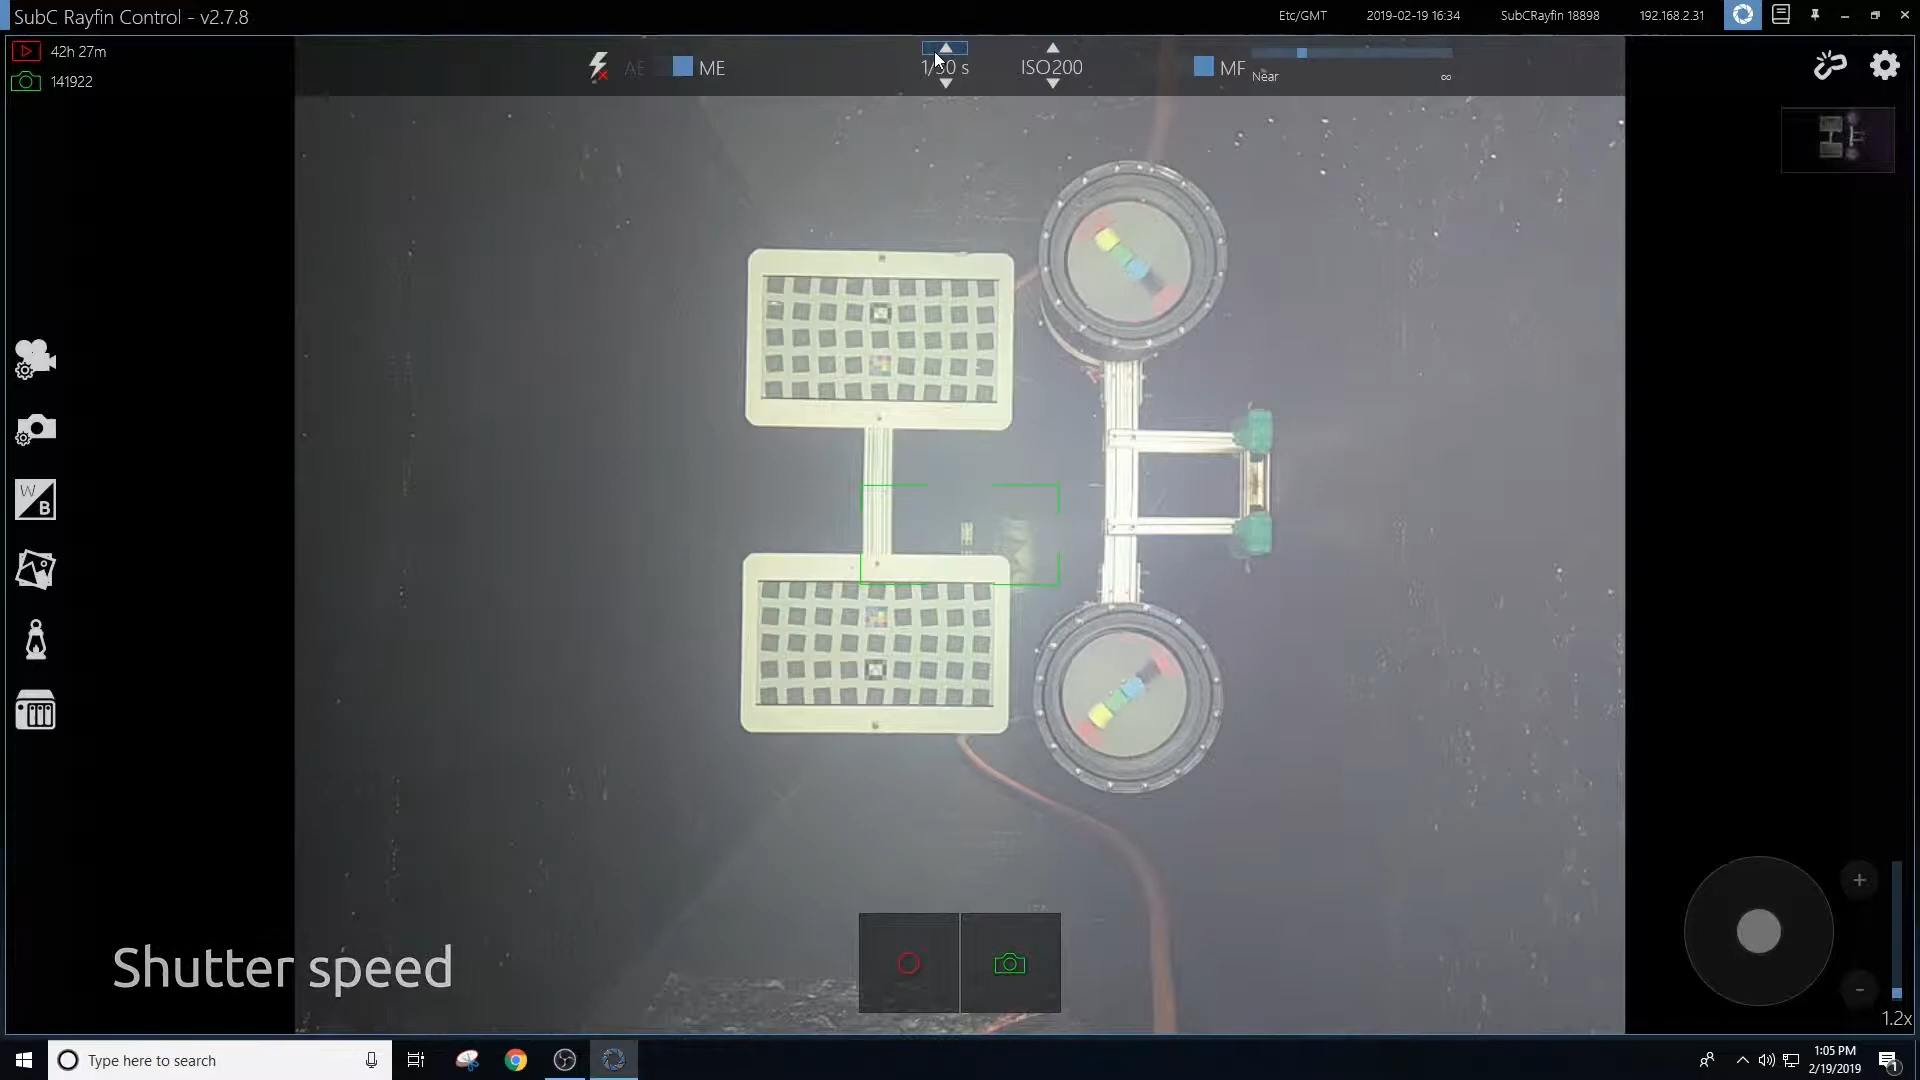 SubC Rayfin Control - v2.7.8
Etc/GMT
2019-02-19 16:34
SubCRayfin 18898
192.168.2.31
42h 27m
141922
AE
ME
1/30 s
ISO200
MF
Near
∞
W
B
+
-
1.2x
Shutter speed
Type here to search
1:05 PM
2/19/2019
1